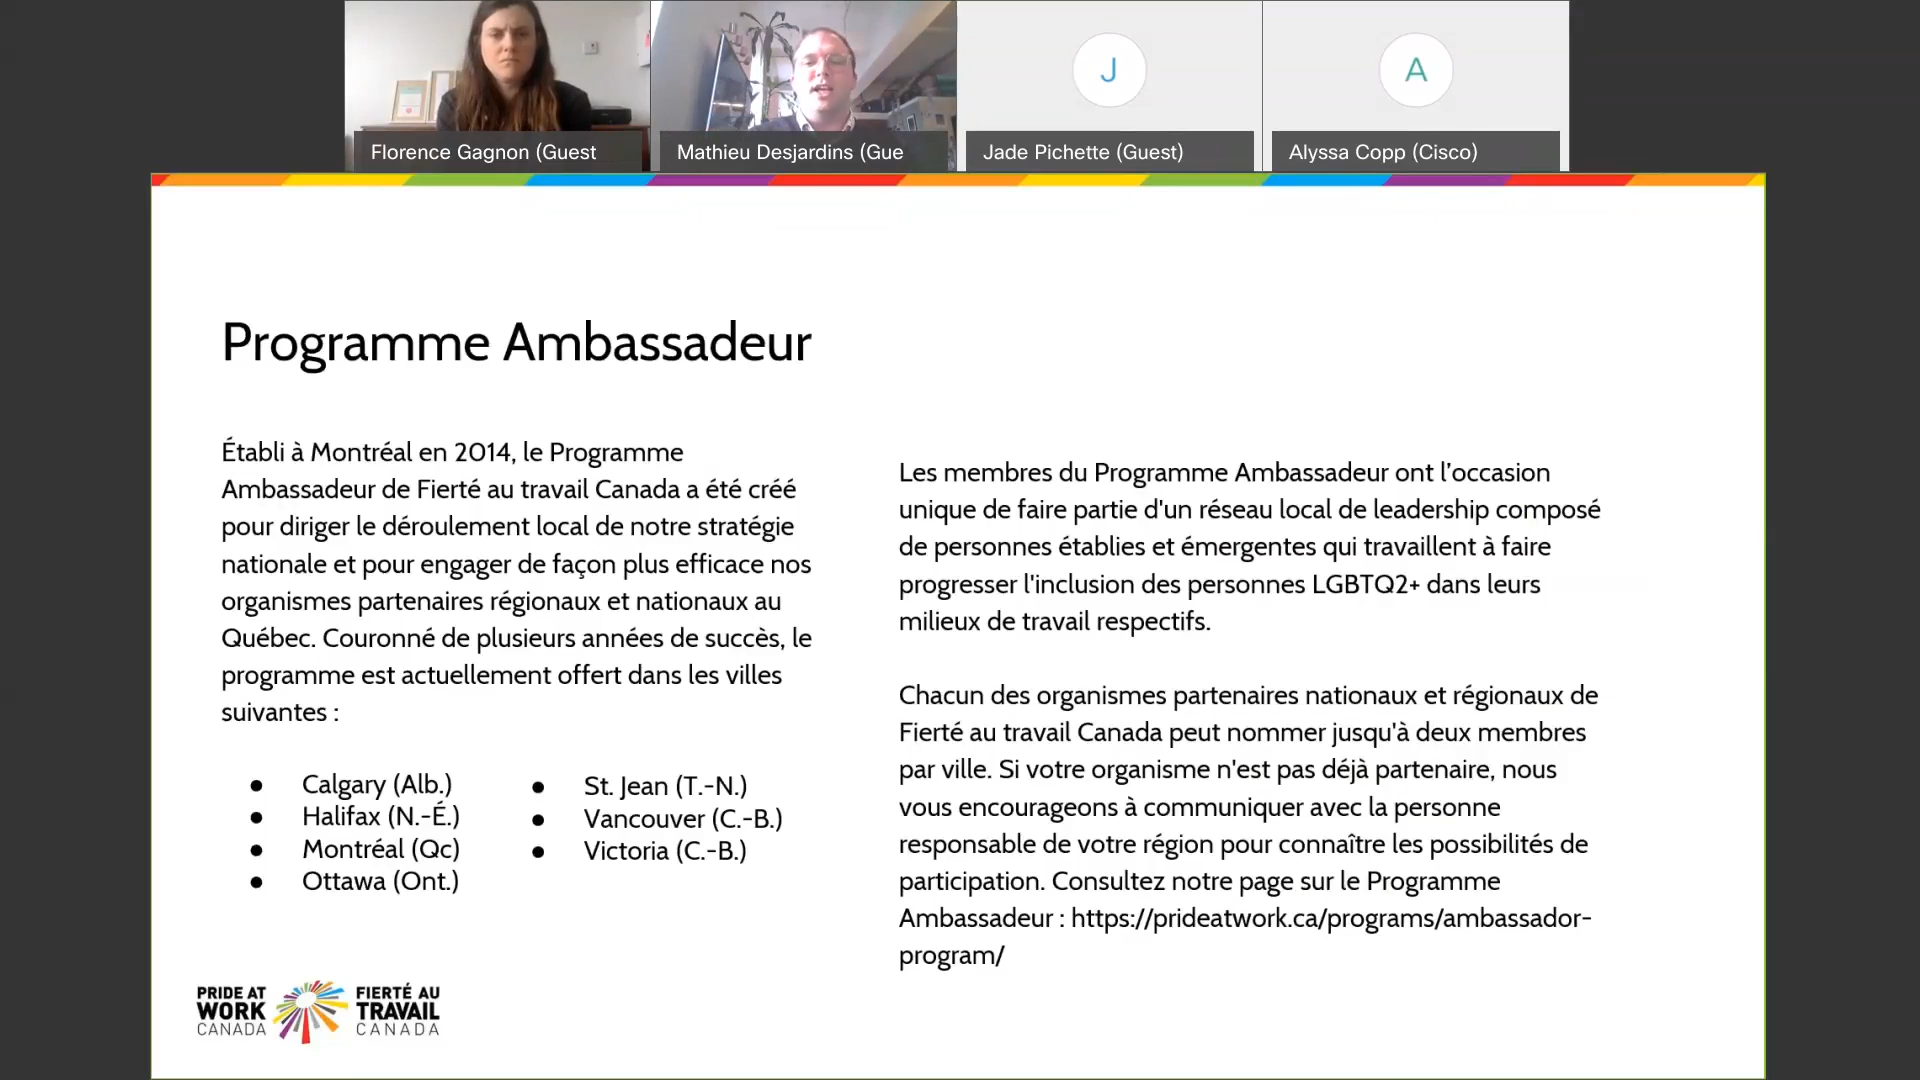 J
A
Florence Gagnon (Guest
Mathieu Desjardins (Gue
Jade Pichette (Guest)
Alyssa Copp (Cisco)
Programme Ambassadeur
Établi à Montréal en 2014, le Programme
Ambassadeur de Fierté au travail Canada a été créé
pour diriger le déroulement local de notre stratégie
nationale et pour engager de façon plus efficace nos
organismes partenaires régionaux et nationaux au
Québec. Couronné de plusieurs années de succès, le
programme est actuellement offert dans les villes
suivantes :
● Calgary (Alb.)
● Halifax (N.-É.)
● Montréal (Qc)
● Ottawa (Ont.)
● St. Jean (T.-N.)
● Vancouver (C.-B.)
● Victoria (C.-B.)
Les membres du Programme Ambassadeur ont l’occasion
unique de faire partie d'un réseau local de leadership composé
de personnes établies et émergentes qui travaillent à faire
progresser l'inclusion des personnes LGBTQ2+ dans leurs
milieux de travail respectifs.
Chacun des organismes partenaires nationaux et régionaux de
Fierté au travail Canada peut nommer jusqu'à deux membres
par ville. Si votre organisme n'est pas déjà partenaire, nous
vous encourageons à communiquer avec la personne
responsable de votre région pour connaître les possibilités de
participation. Consultez notre page sur le Programme
Ambassadeur : https://prideatwork.ca/programs/ambassador-
program/
PRIDE AT
WORK
CANADA
FIERTÉ AU
TRAVAIL
CANADA